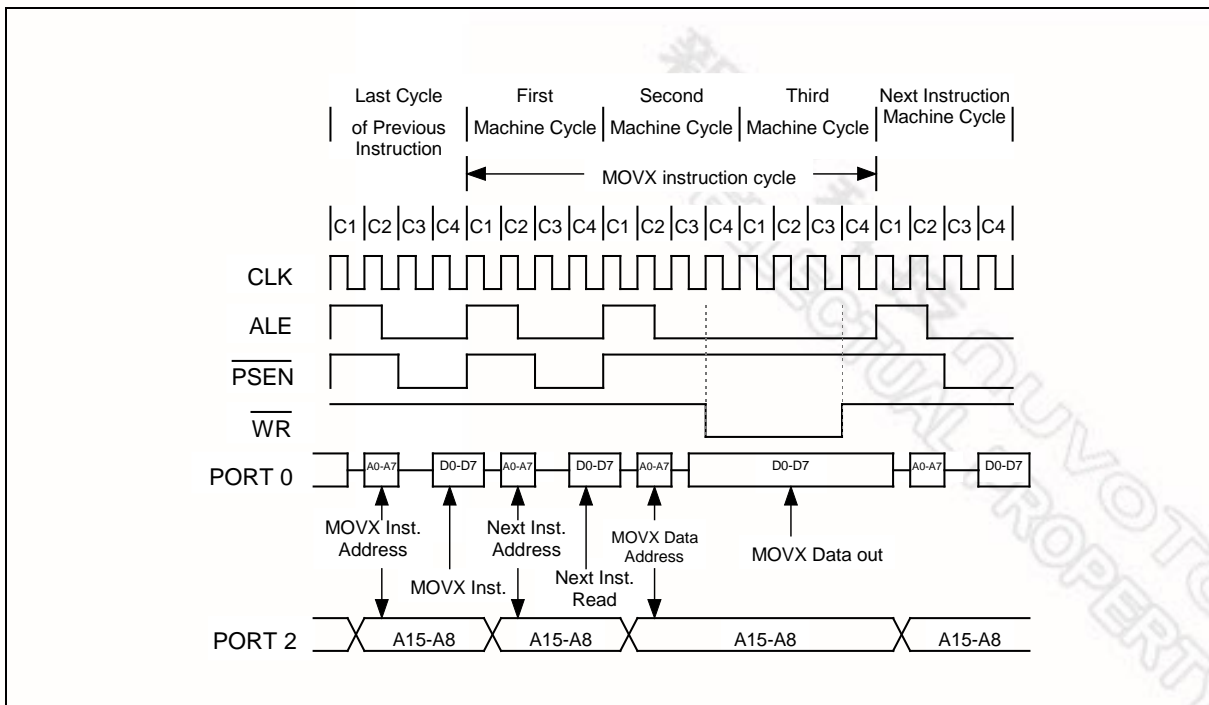 Last Cycle
of Previous
Instruction
First
Machine Cycle
Second
Machine Cycle
Third
Machine Cycle
Next Instruction
Machine Cycle
MOVX instruction cycle
C1 C2 C3 C4 C1 C2 C3 C4 C1 C2 C3 C4 C1 C2 C3 C4 C1 C2 C3 C4
CLK
ALE
PSEN
WR
PORT 0
A0-A7 D0-D7 A0-A7 D0-D7 A0-A7 D0-D7 A0-A7 D0-D7
MOVX Inst.
Address
MOVX Inst.
Next Inst.
Address
Next Inst.
Read
MOVX Data
Address
MOVX Data out
PORT 2
A15-A8 A15-A8 A15-A8 A15-A8
nuvoTo
PROPERTY